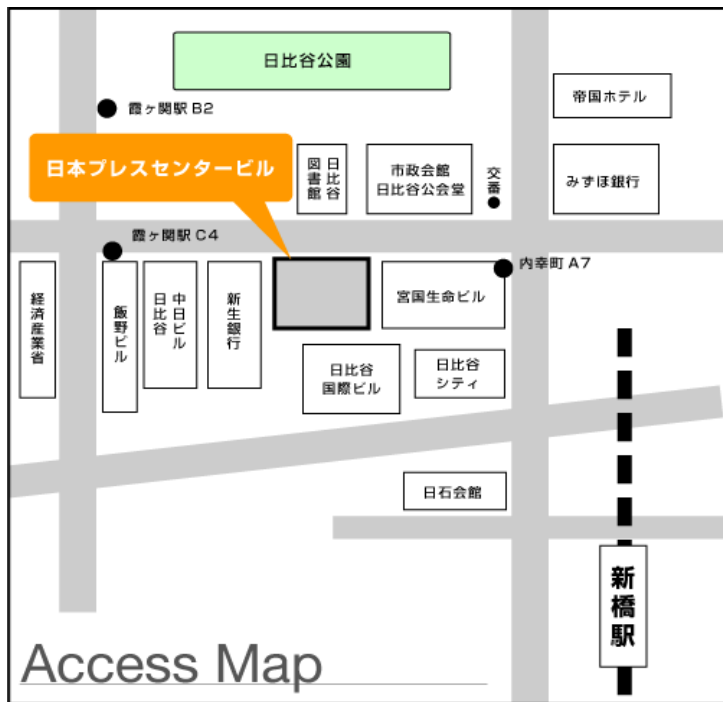 日比谷公園
帝国ホテル
霞ヶ関駅 B2
日本プレスセンタービル
日比谷
図書館
市政会館
日比谷公会堂
交番
みずほ銀行
霞ヶ関駅 C4
内幸町 A7
経済産業省
飯野ビル
中日ビル
日比谷
新生銀行
宮国生命ビル
日比谷
国際ビル
日比谷
シティ
日石会館
新橋駅
Access Map